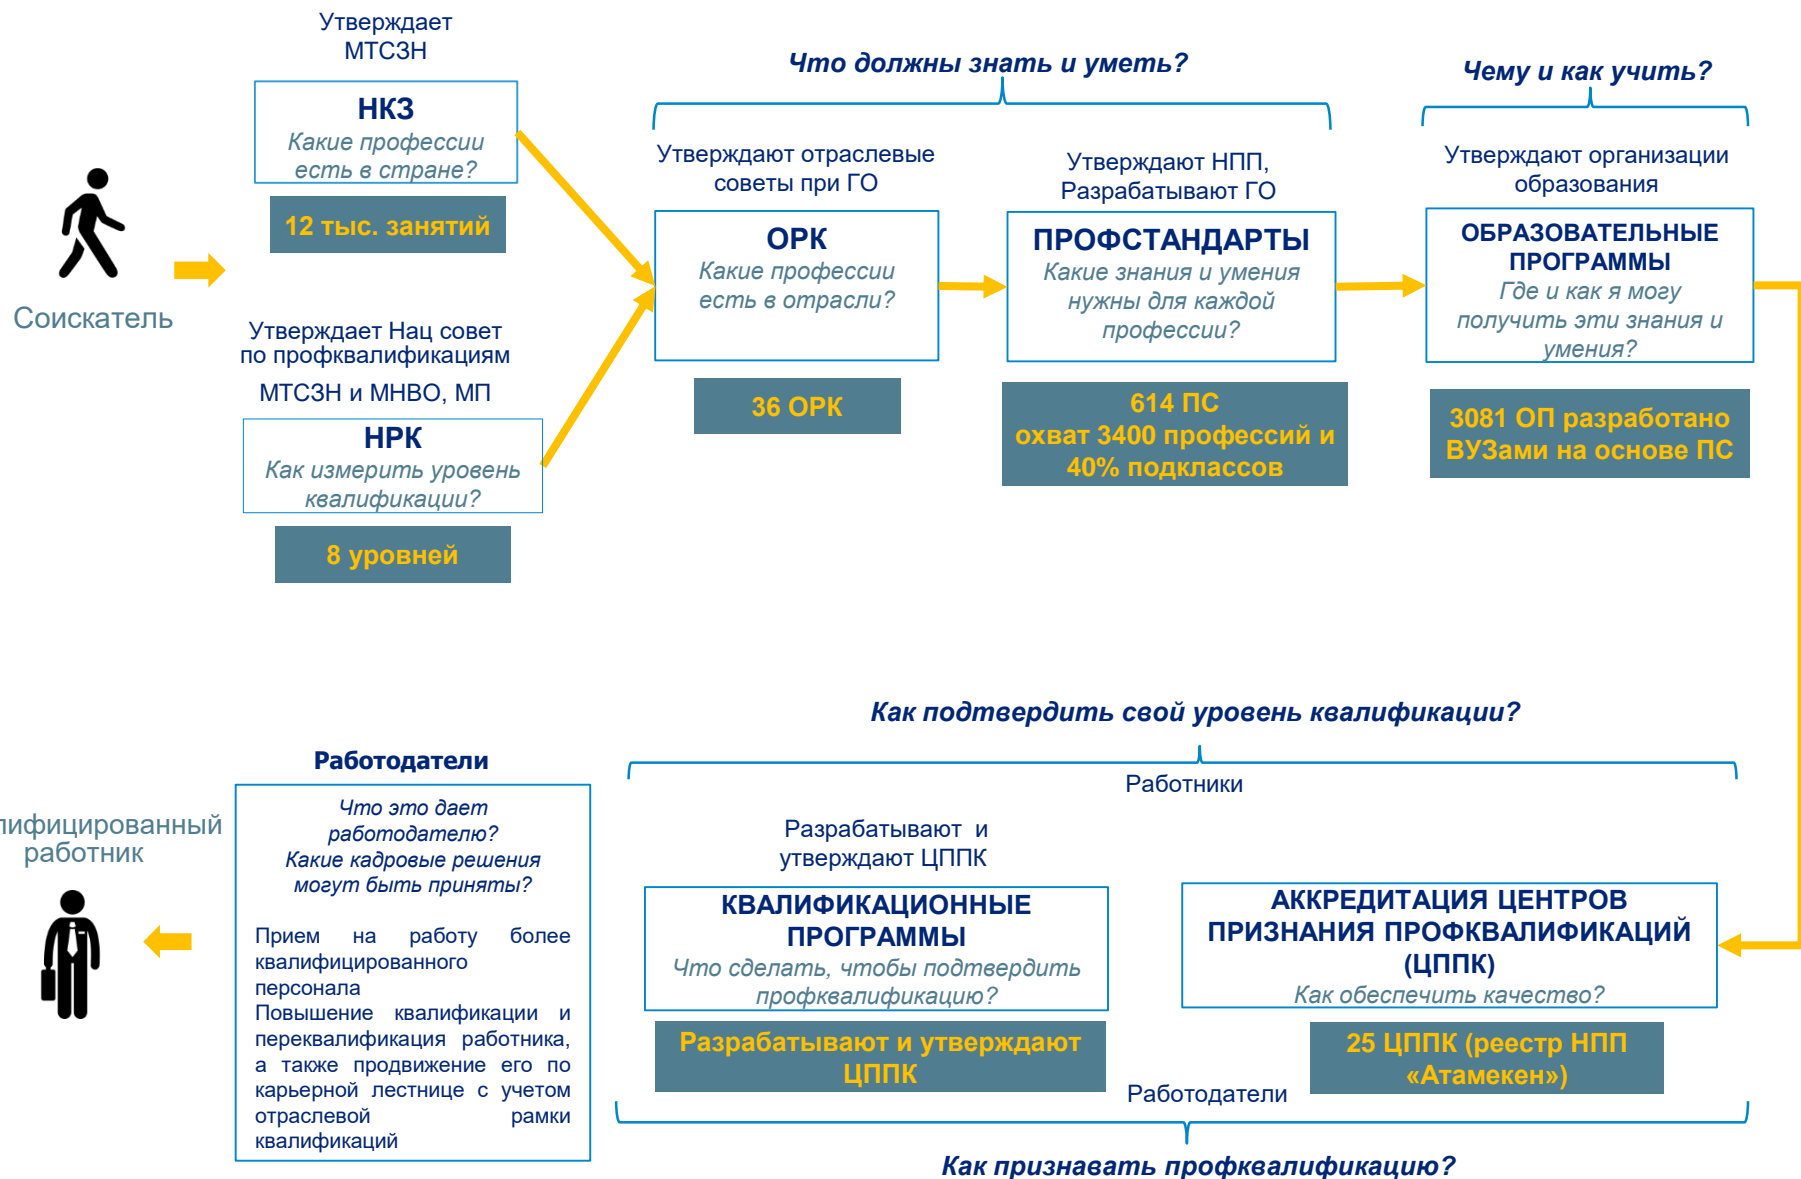 Утверждает
МТСЗН
НКЗ
Какие профессии
есть в стране?
12 тыс. занятий
Соискатель
Утверждает Нац совет
по профквалификациям
МТСЗН и МНВО, МП
НРК
Как измерить уровень
квалификации?
8 уровней
Что должны знать и уметь?
Утверждают отраслевые
советы при ГО
ОРК
Какие профессии
есть в отрасли?
36 ОРК
Утверждают НПП,
Разрабатывают ГО
ПРОФСТАНДАРТЫ
Какие знания и умения
нужны для каждой
профессии?
614 ПС
охват 3400 профессий и
40% подклассов
Чему и как учить?
Утверждают организации
образования
ОБРАЗОВАТЕЛЬНЫЕ
ПРОГРАММЫ
Где и как я могу
получить эти знания и
умения?
3081 ОП разработано
ВУЗами на основе ПС
Как подтвердить свой уровень квалификации?
Работники
Разрабатывают и
утверждают ЦППК
КВАЛИФИКАЦИОННЫЕ
ПРОГРАММЫ
Что сделать, чтобы подтвердить
профквалификацию?
Разрабатывают и утверждают
ЦППК
АККРЕДИТАЦИЯ ЦЕНТРОВ
ПРИЗНАНИЯ ПРОФКВАЛИФИКАЦИЙ
(ЦППК)
Как обеспечить качество?
25 ЦППК (реестр НПП
«Атамекен»)
Работодатели
Как признавать профквалификацию?
Работодатели
Что это дает
работодателю?
Какие кадровые решения
могут быть приняты?
Прием на работу более
квалифицированного
персонала
Повышение квалификации и
переквалификация работника,
а также продвижение его по
карьерной лестнице с учетом
отраслевой рамки
квалификаций
лифицированный
работник